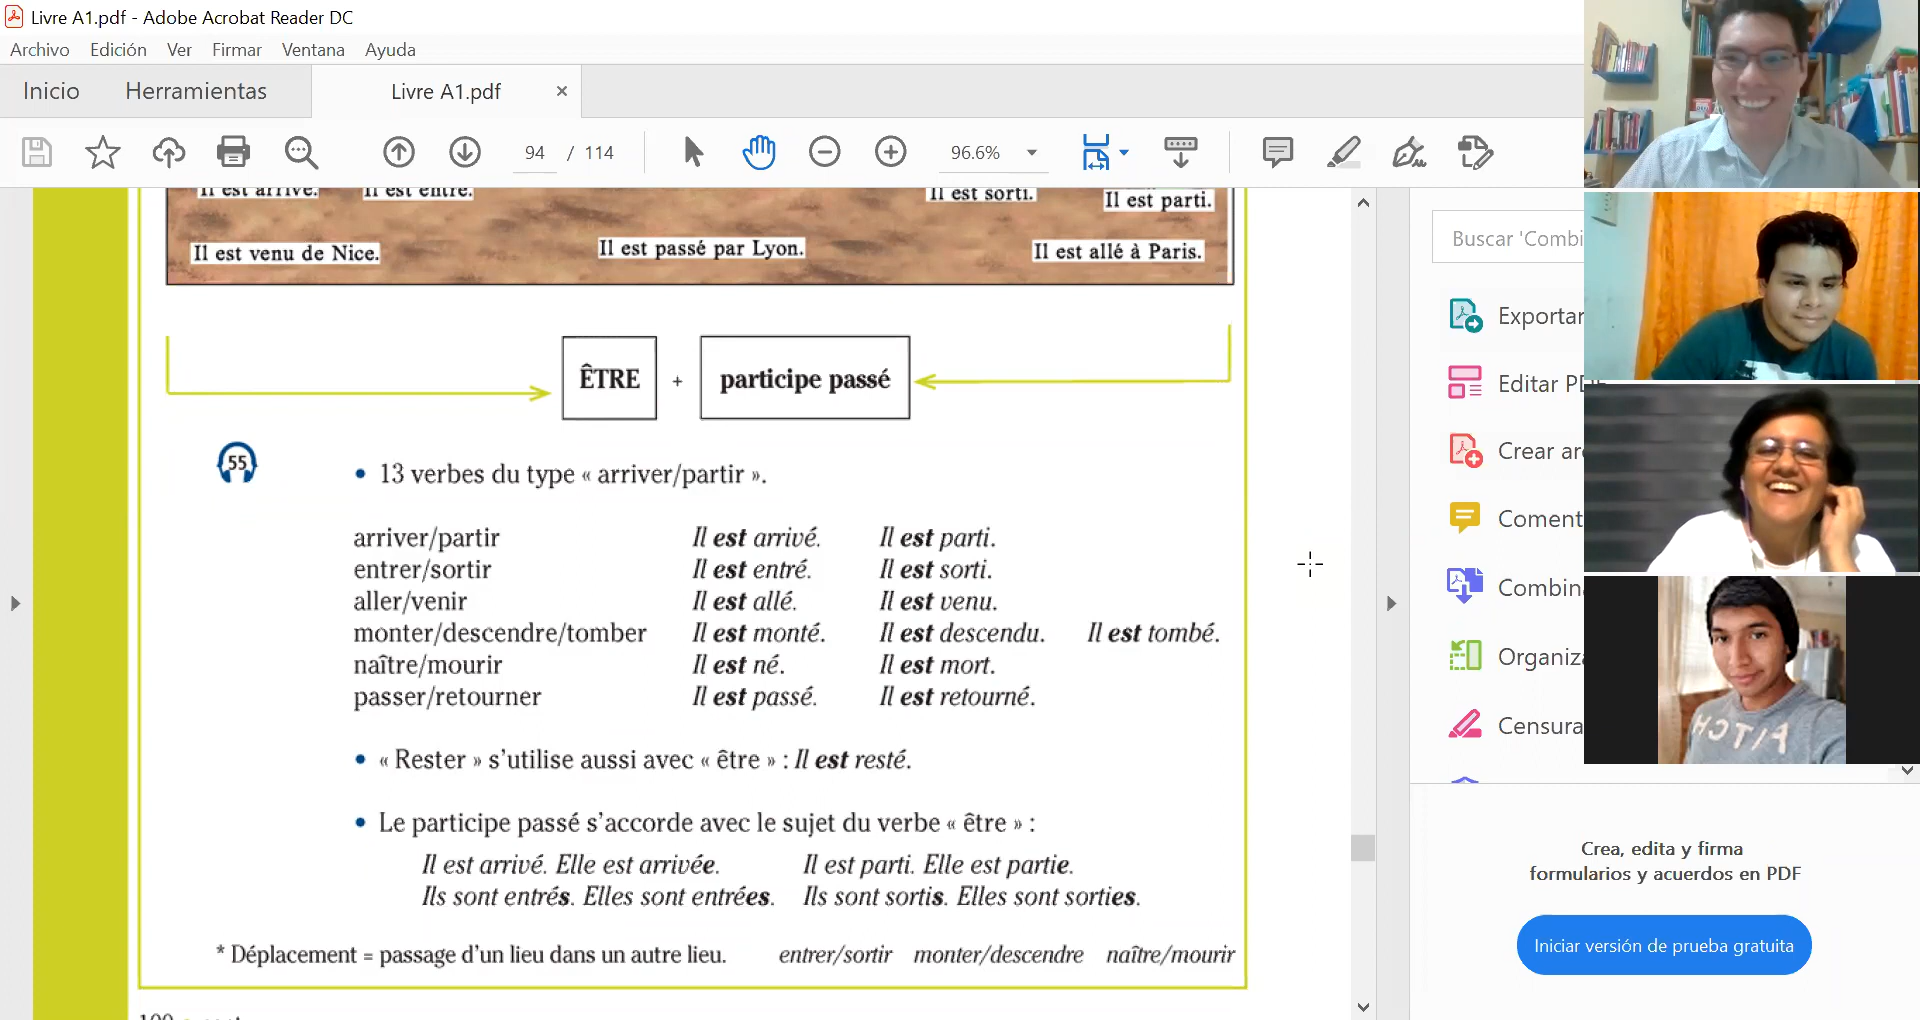 Livre A1.pdf - Adobe Acrobat Reader DC
Archivo Edición Ver Firmar Ventana Ayuda
Inicio Herramientas Livre A1.pdf ×
94 / 114 96.6%
Il est arrivé. Il est entré. Il est sorti. Il est parti.
Il est venu de Nice. Il est passé par Lyon. Il est allé à Paris.
ÊTRE + participe passé
55
• 13 verbes du type « arriver/partir ».
arriver/partir Il est arrivé. Il est parti.
entrer/sortir Il est entré. Il est sorti.
aller/venir Il est allé. Il est venu.
monter/descendre/tomber Il est monté. Il est descendu. Il est tombé.
naître/mourir Il est né. Il est mort.
passer/retourner Il est passé. Il est retourné.
• « Rester » s'utilise aussi avec « être » : Il est resté.
• Le participe passé s'accorde avec le sujet du verbe « être » :
Il est arrivé. Elle est arrivée. Il est parti. Elle est partie.
Ils sont entrés. Elles sont entrées. Ils sont sortis. Elles sont sorties.
* Déplacement = passage d'un lieu dans un autre lieu. entrer/sortir monter/descendre naître/mourir
Buscar 'Combi
Exportar
Editar PDF
Crear ar
Coment
Combin
Organiza
Censura
Crea, edita y firma
formularios y acuerdos en PDF
Iniciar versión de prueba gratuita